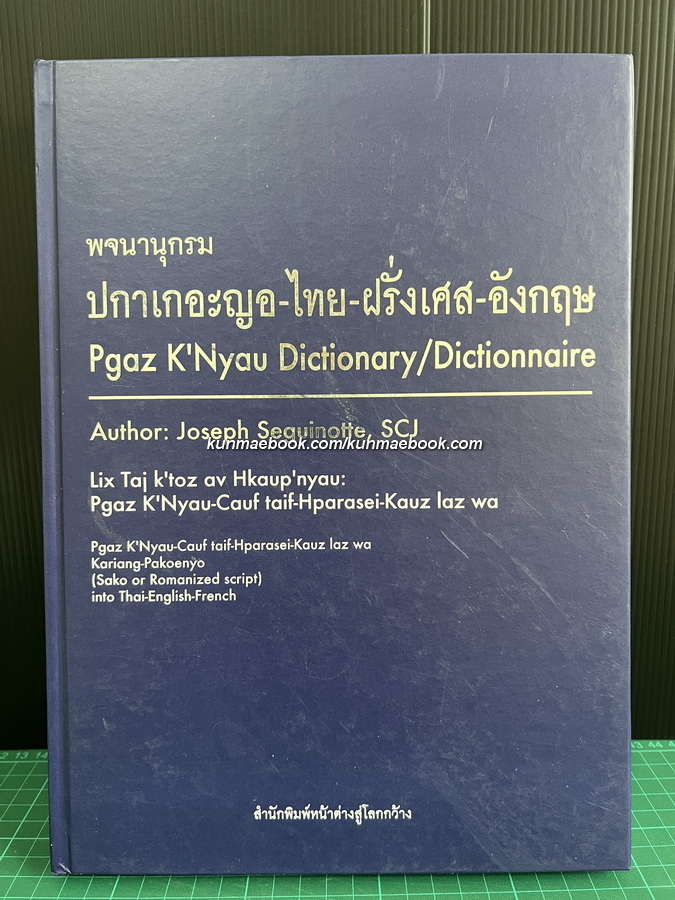 พจนานุกรม
ปกาเกอะญอ-ไทย-ฝรั่งเศส-อังกฤษ
Pgaz K'Nyau Dictionary/Dictionnaire
Author: Joseph Sequinotte, SCJ
kunmaebook.com/kuhmaebook.com
Lix Taj k'toz av Hkaup'nyau:
Pgaz K'Nyau-Cauf taif-Hparasei-Kauz laz wa
Pgaz K'Nyau-Cauf taif-Hparasei-Kauz laz wa
Kariang-Pakoenyo
(Sako or Romanized script)
into Thai-English-French
สำนักพิมพ์หน้าต่างสู่โลกกว้าง